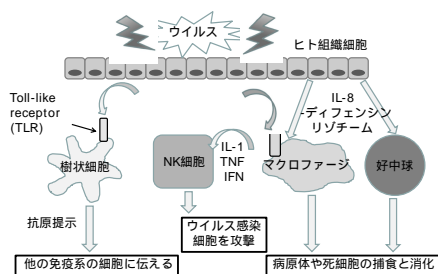 ウイルス
ヒト組織細胞
Toll-like
receptor
(TLR)
IL-8
-ディフェンシン
リゾチーム
樹状細胞
NK細胞
IL-1
TNF
IFN
マクロファージ
好中球
抗原提示
ウイルス感染
細胞を攻撃
他の免疫系の細胞に伝える
病原体や死細胞の捕食と消化